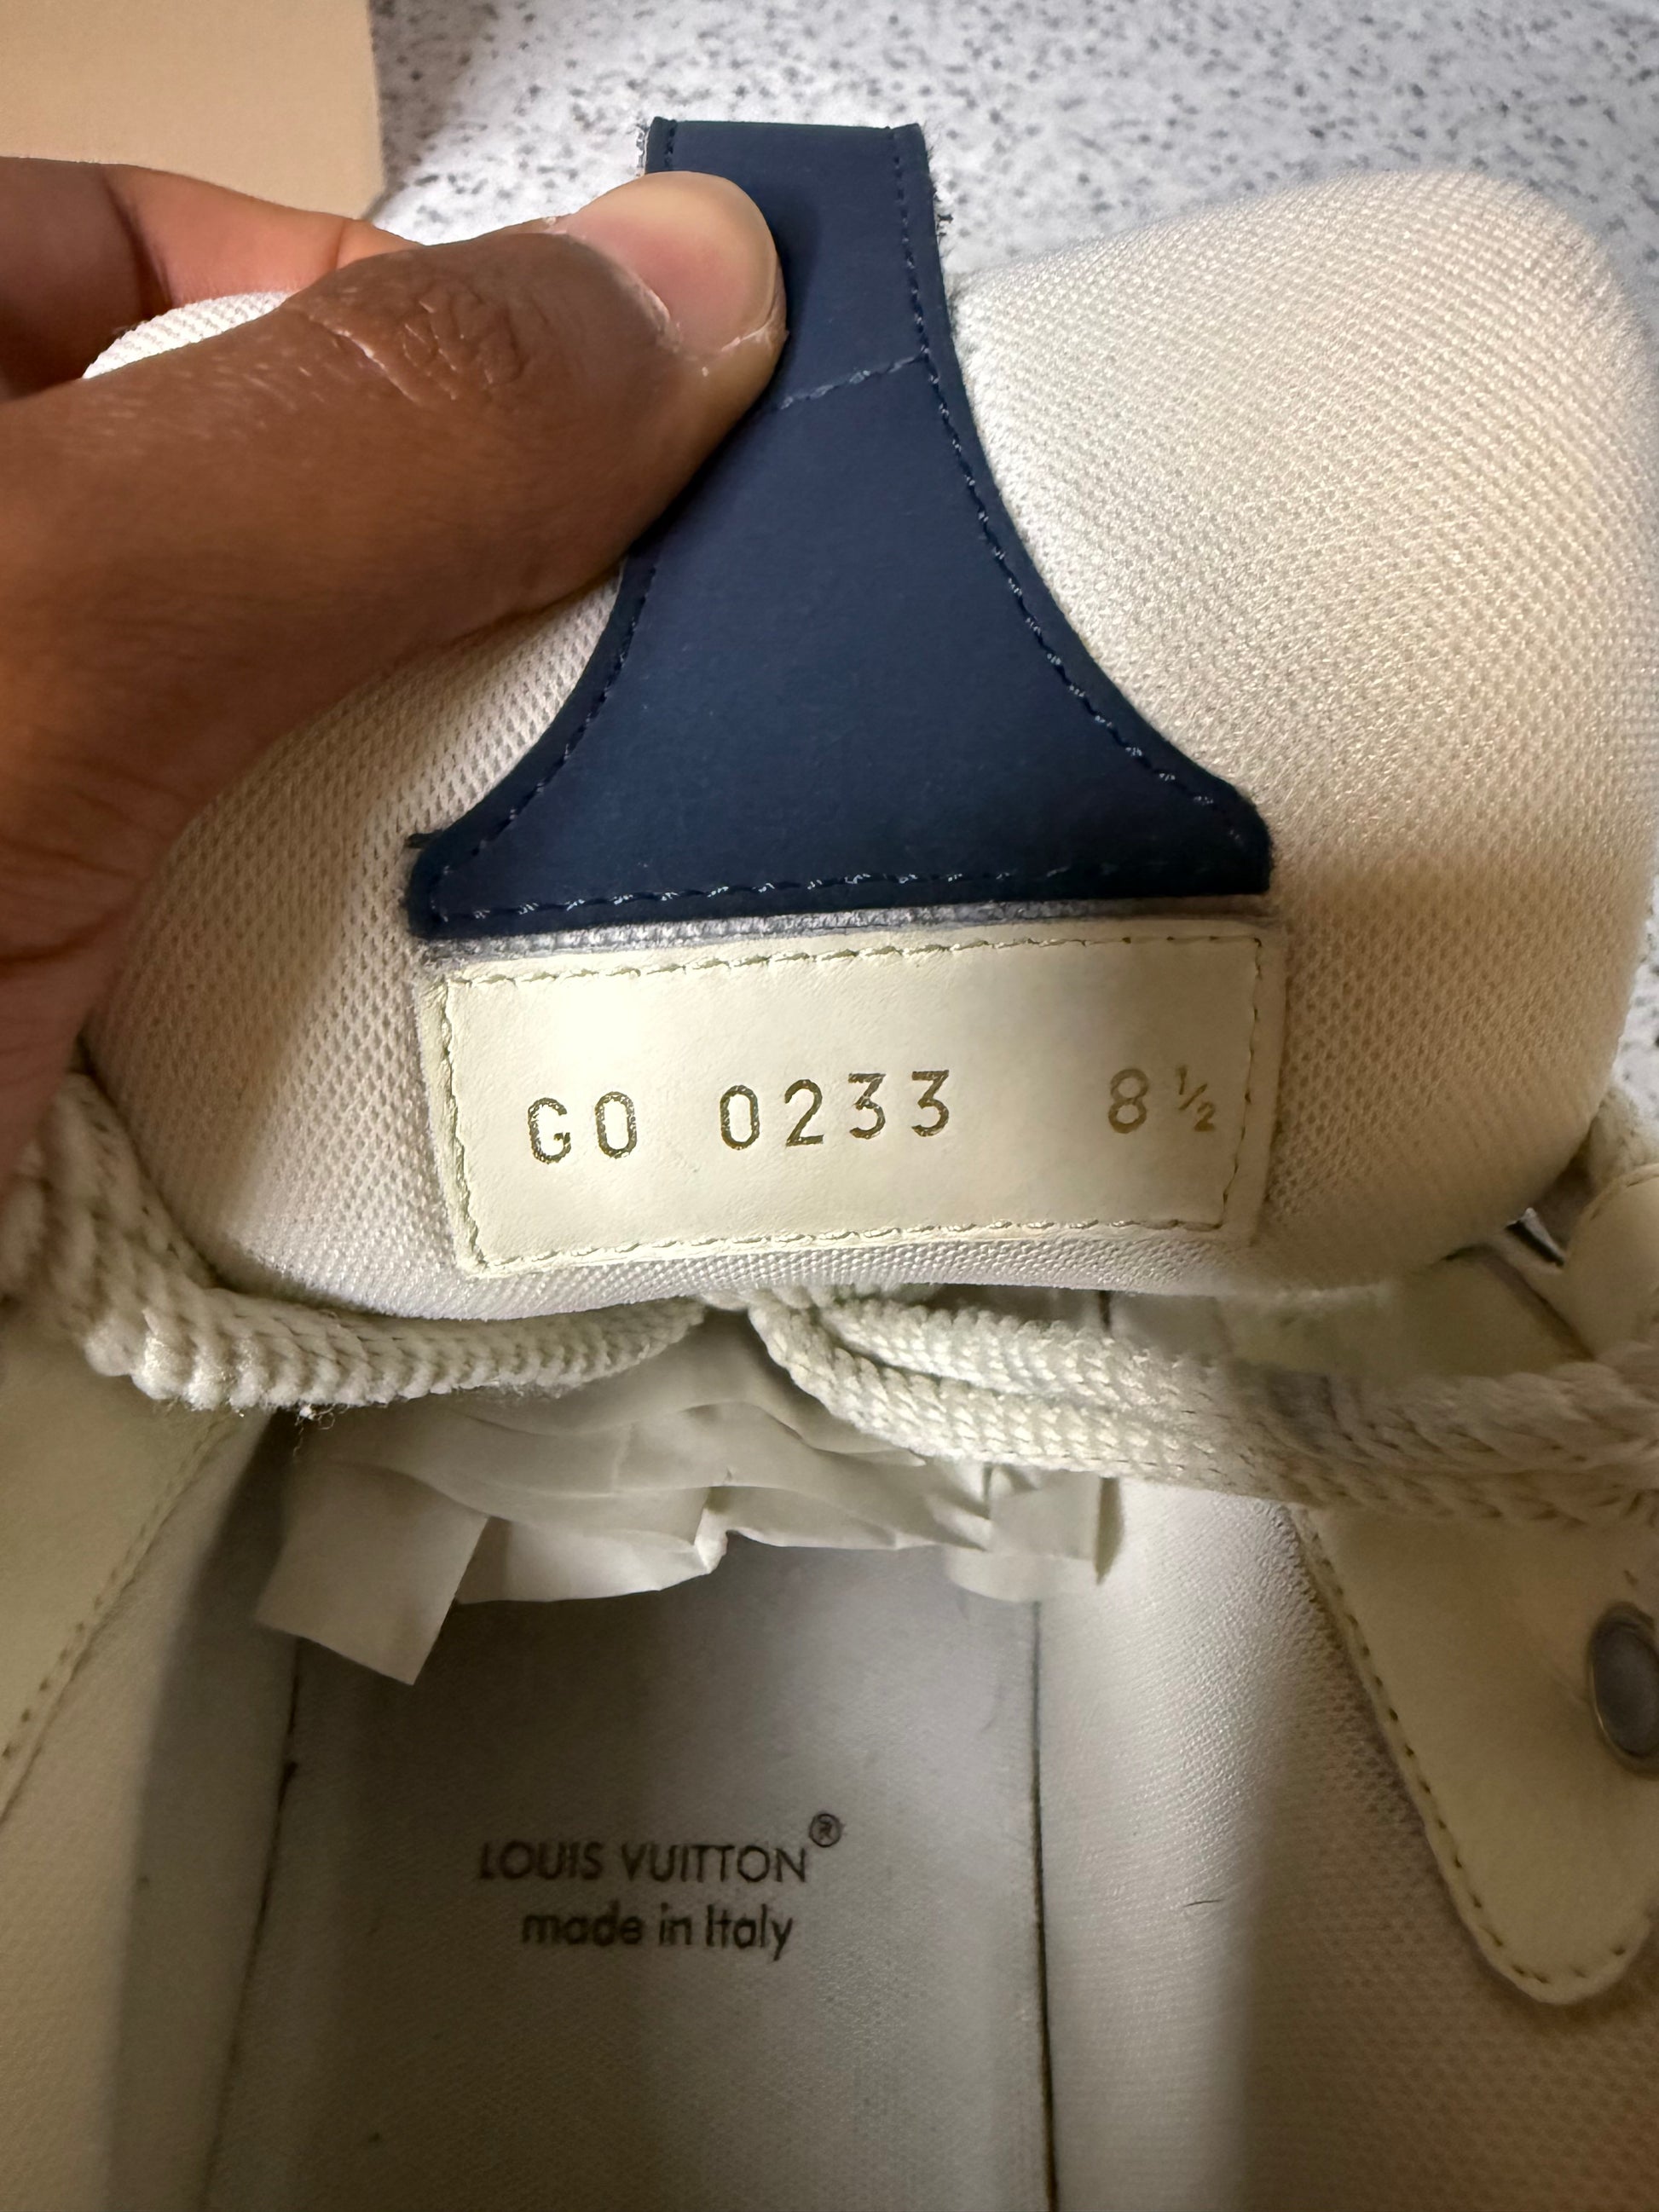 GO 0233 8½
LOUIS VUITTON®
made in Italy